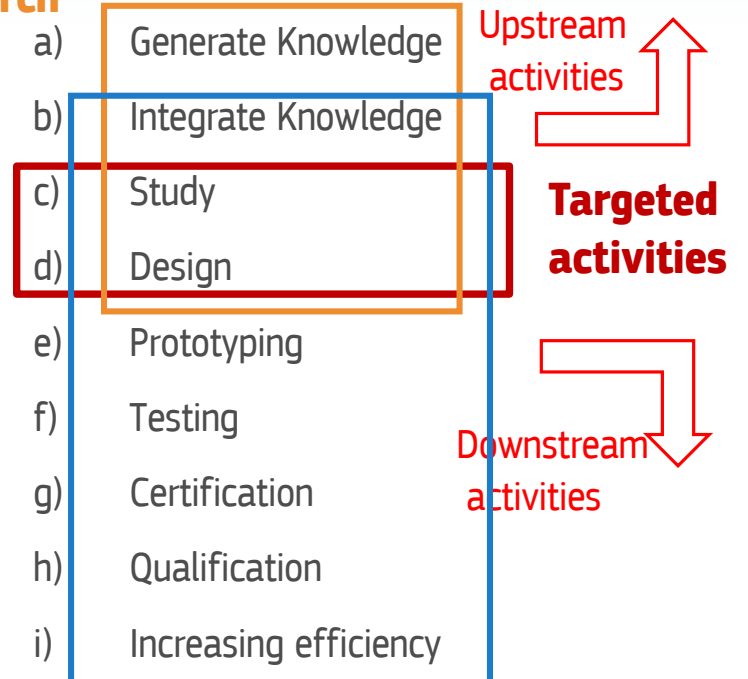 a) Generate Knowledge
b) Integrate Knowledge
c) Study
d) Design
e) Prototyping
f) Testing
g) Certification
h) Qualification
i) Increasing efficiency
Upstream
activities
Targeted
activities
Downstream
activities